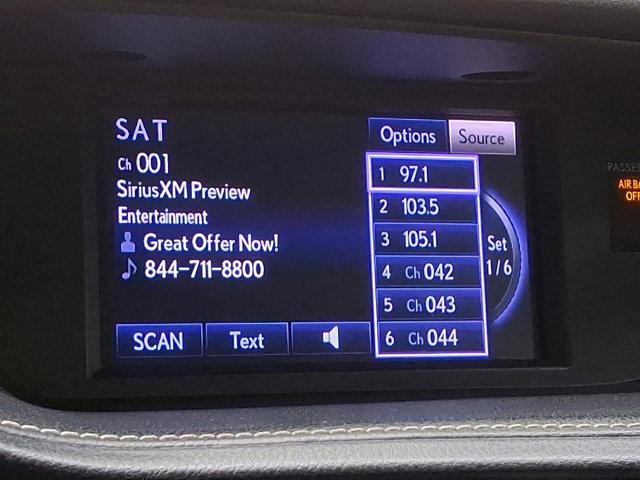 SAT
Ch 001
SiriusXM Preview
Entertainment
Great Offer Now!
844-711-8800
SCAN
Text
Options
Source
1 97.1
2 103.5
3 105.1
4 Ch 042
5 Ch 043
6 Ch 044
Set
1/6
AIR
OFF